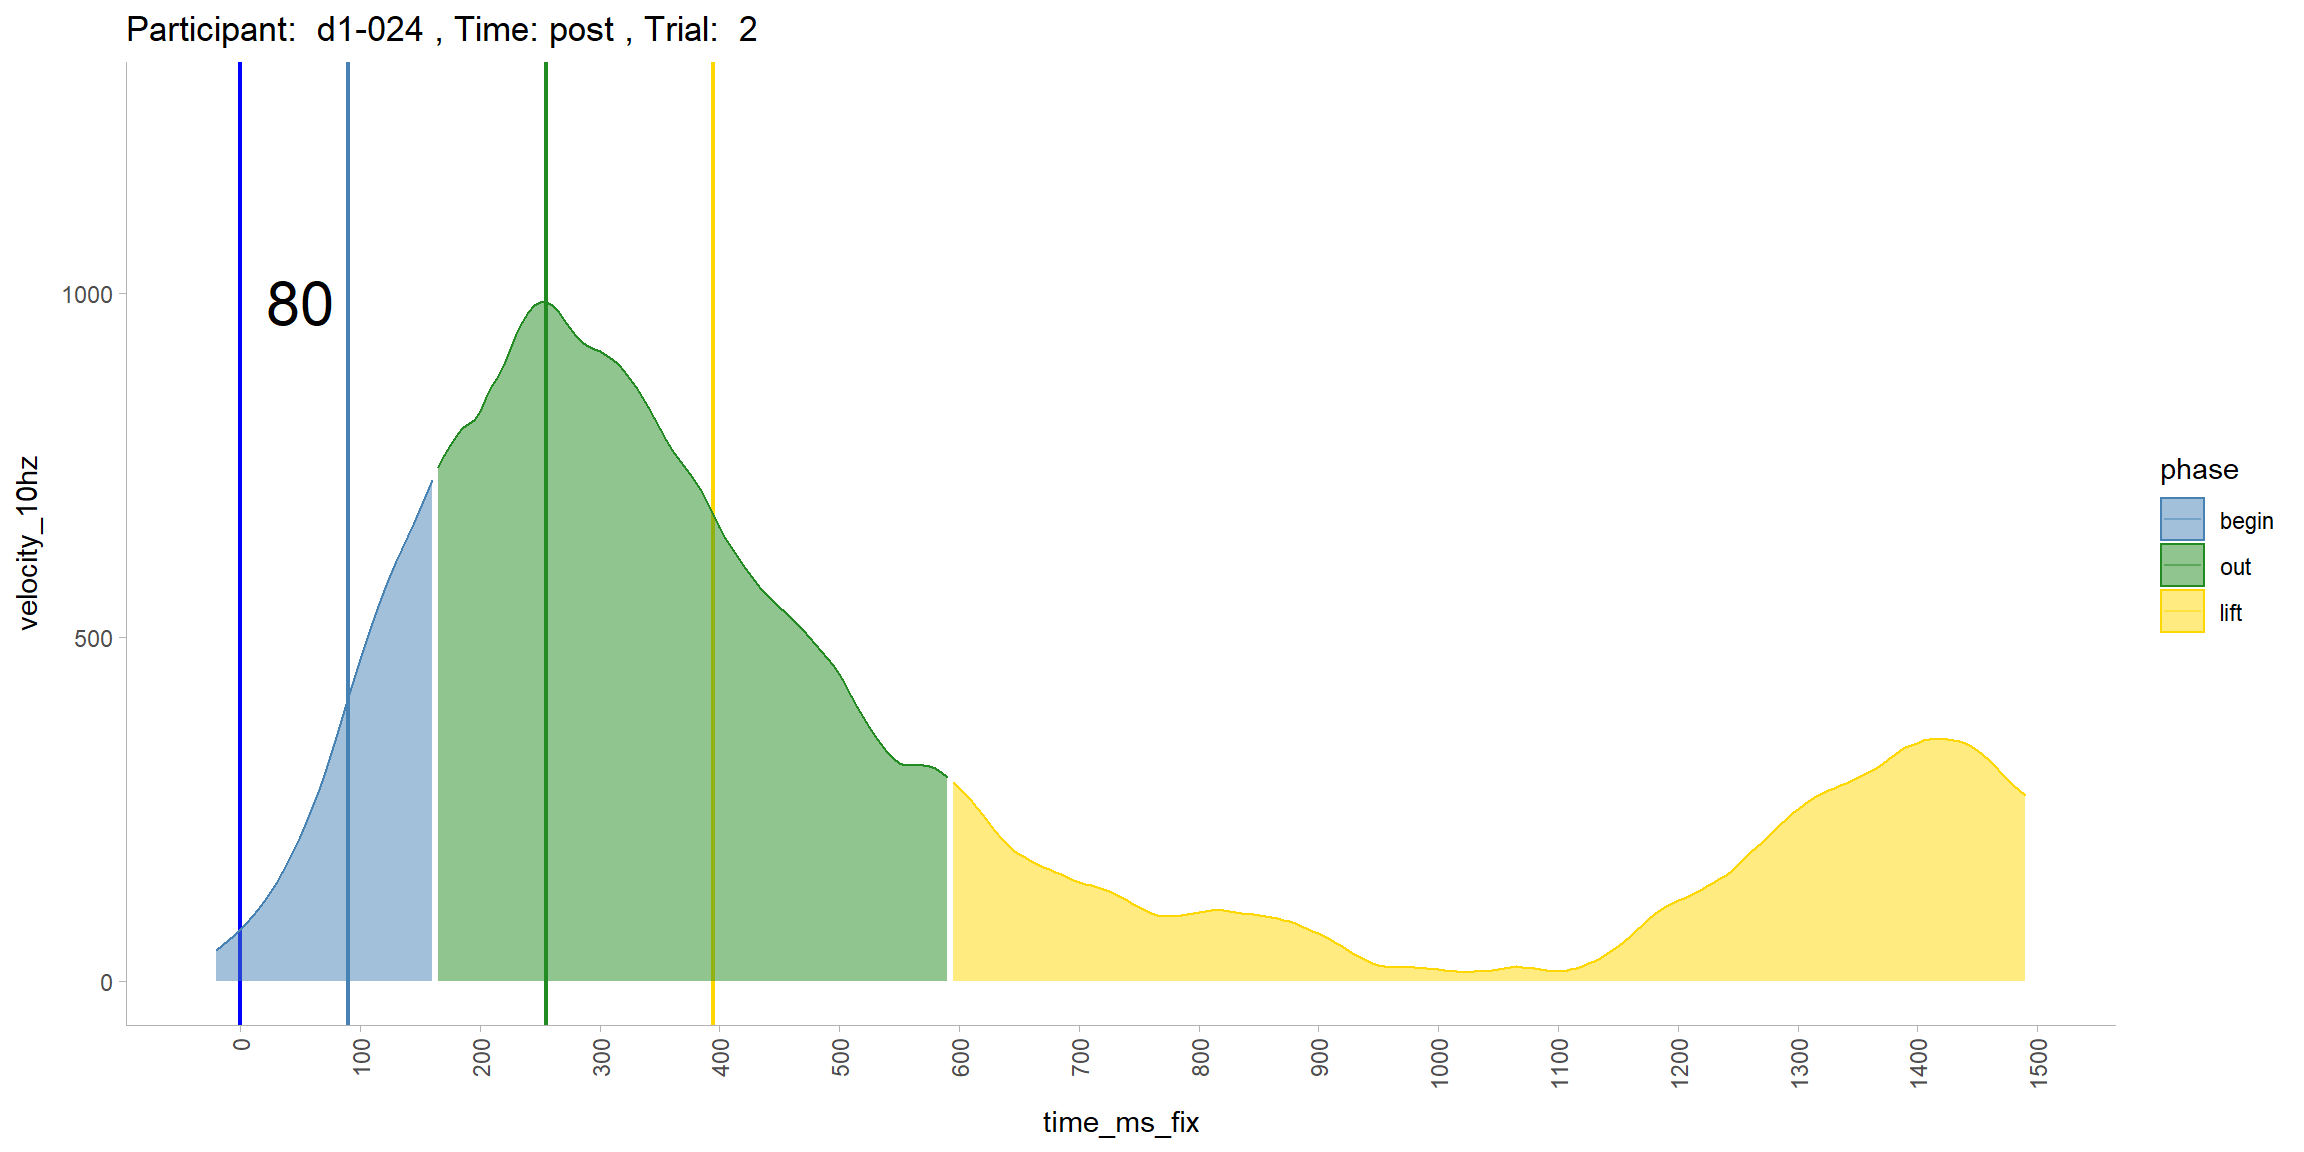 Participant:  d1-024 , Time: post , Trial:  2
1000
500
0
velocity_10hz
80
0
100
200
300
400
500
600
700
800
900
1000
1100
1200
1300
1400
1500
time_ms_fix
phase
begin
out
lift